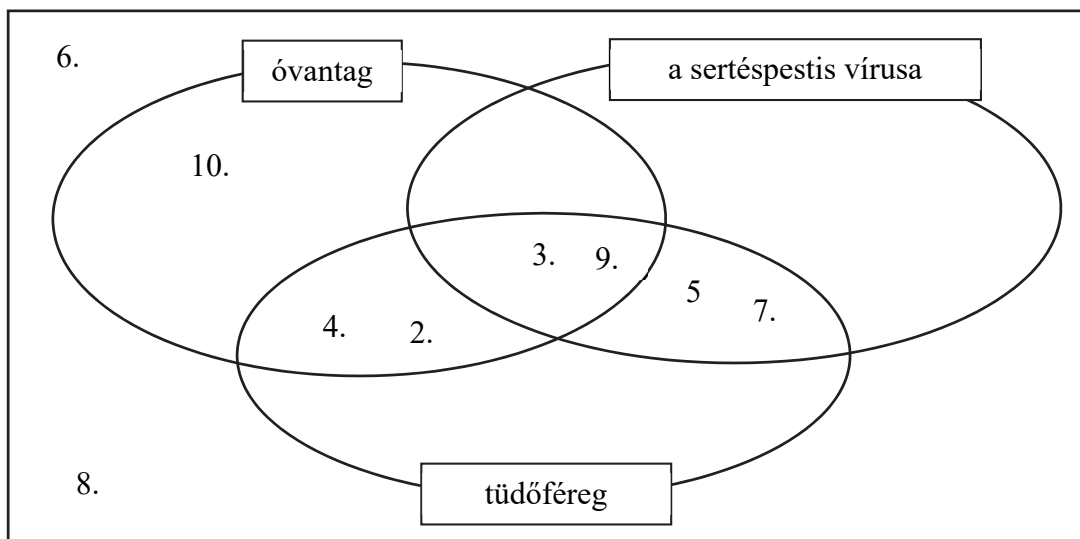 6.
óvantag
a sertéspestis vírusa
10.
3. 9.
5
7.
4. 2.
8.
tüdőféreg